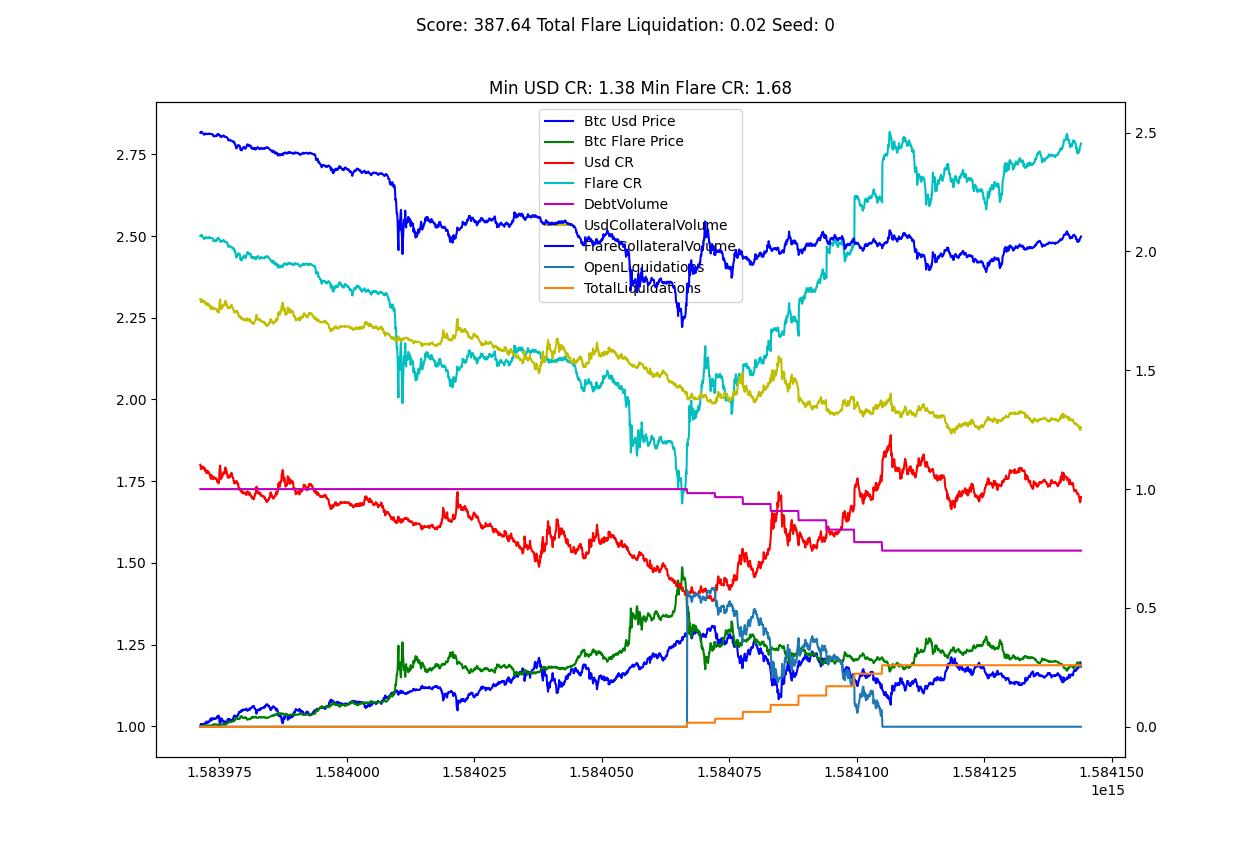 Score: 387.64 Total Flare Liquidation: 0.02 Seed: 0
Min USD CR: 1.38 Min Flare CR: 1.68
Btc Usd Price
Btc Flare Price
Usd CR
Flare CR
DebtVolume
UsdCollateralVolume
FlareCollateralVolume
OpenLiquidations
TotalLiquidations
2.75
2.50
2.25
2.00
1.75
1.50
1.25
1.00
2.5
2.0
1.5
1.0
0.5
0.0
1.583975 1.584000 1.584025 1.584050 1.584075 1.584100 1.584125 1.584150
1e15